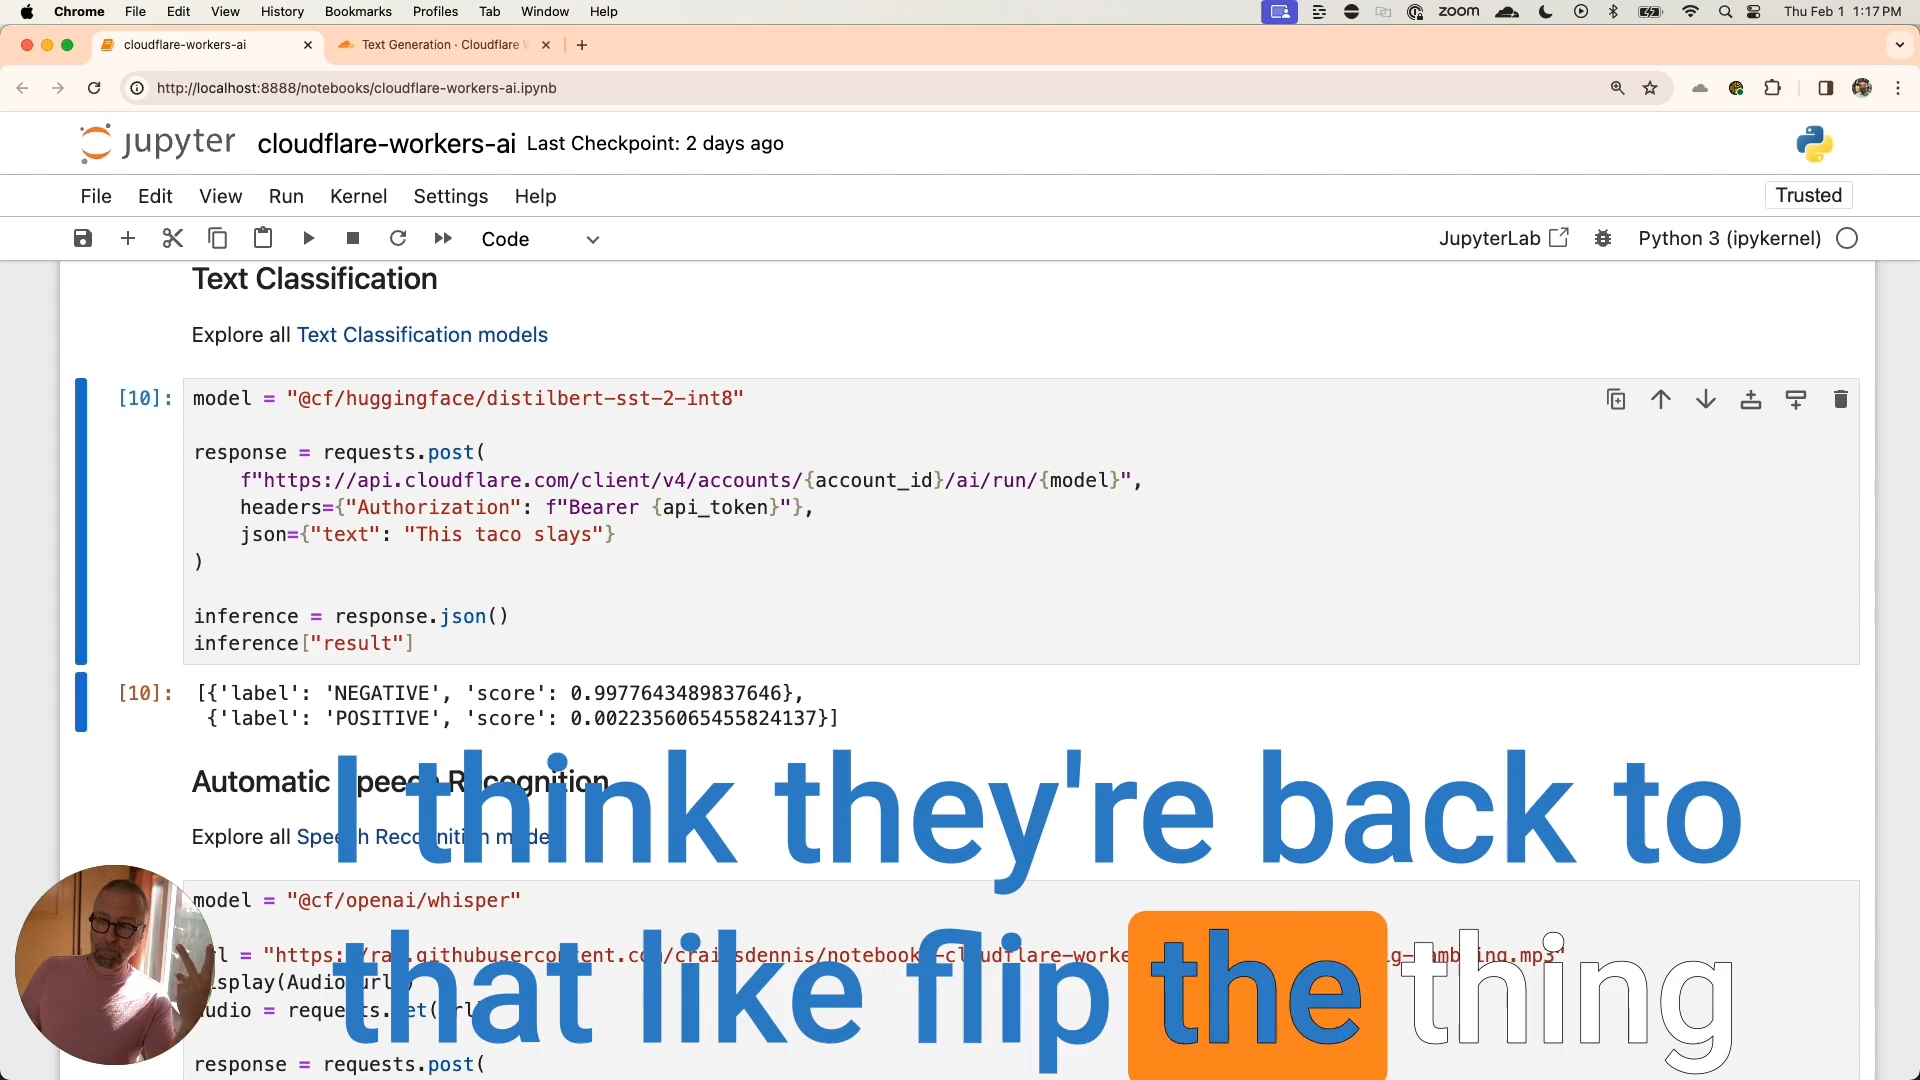 Chrome File Edit View History Bookmarks Profiles Tab Window Help zoom Thu Feb 1 1:17 PM
cloudflare-workers-ai Text Generation · Cloudflare
http://localhost:8888/notebooks/cloudflare-workers-ai.ipynb
jupyter cloudflare-workers-ai Last Checkpoint: 2 days ago
File Edit View Run Kernel Settings Help Trusted
Code JupyterLab Python 3 (ipykernel)
Text Classification
Explore all Text Classification models
[10]: model = "@cf/huggingface/distilbert-sst-2-int8"
response = requests.post(
f"https://api.cloudflare.com/client/v4/accounts/{account_id}/ai/run/{model}",
headers={"Authorization": f"Bearer {api_token}"},
json={"text": "This taco slays"}
)
inference = response.json()
inference["result"]
[10]: [{'label': 'NEGATIVE', 'score': 0.9977643489837646},
{'label': 'POSITIVE', 'score': 0.0022356065455824137}]
Automatic Speech Recognition
I think they're back to
Explore all Speech Recognition models
model = "@cf/openai/whisper"
that like flip the thing
response = requests.post(